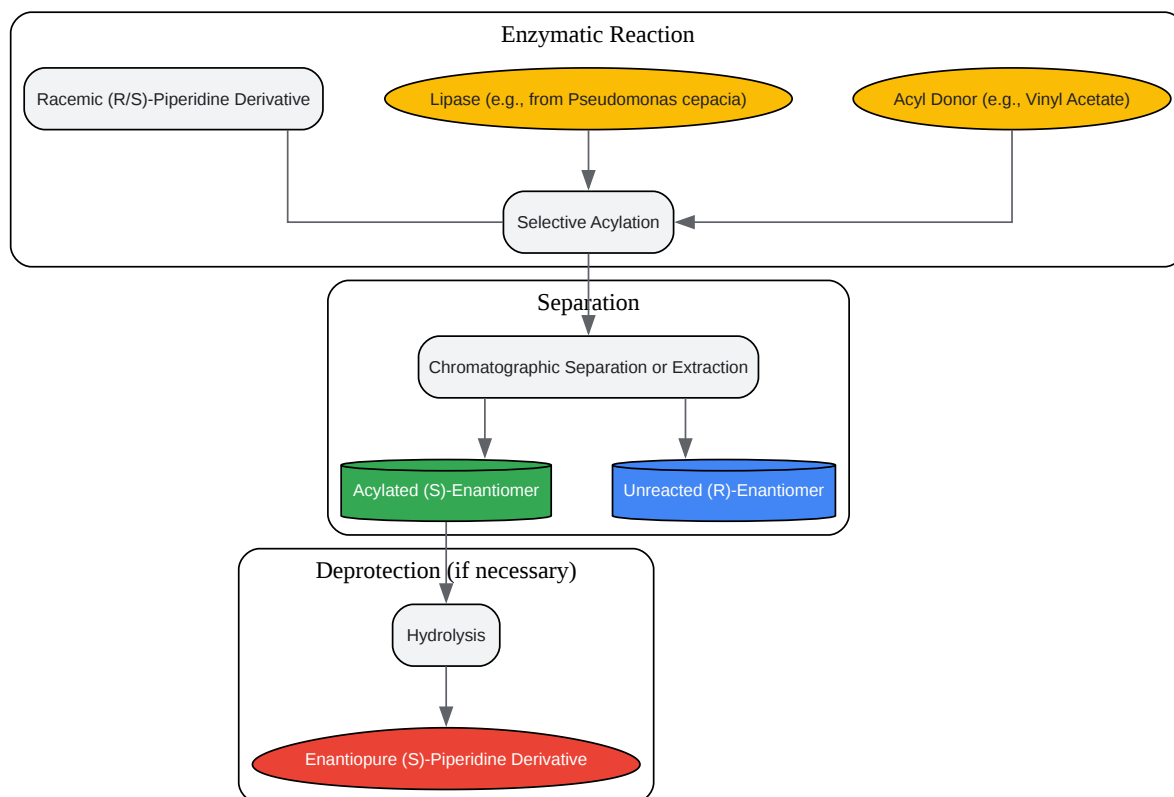 Enzymatic Reaction
Racemic (R/S)-Piperidine Derivative
Lipase (e.g., from Pseudomonas cepacia)
Acyl Donor (e.g., Vinyl Acetate)
Selective Acylation
Separation
Chromatographic Separation or Extraction
Acylated (S)-Enantiomer
Unreacted (R)-Enantiomer
Deprotection (if necessary)
Hydrolysis
Enantiopure (S)-Piperidine Derivative